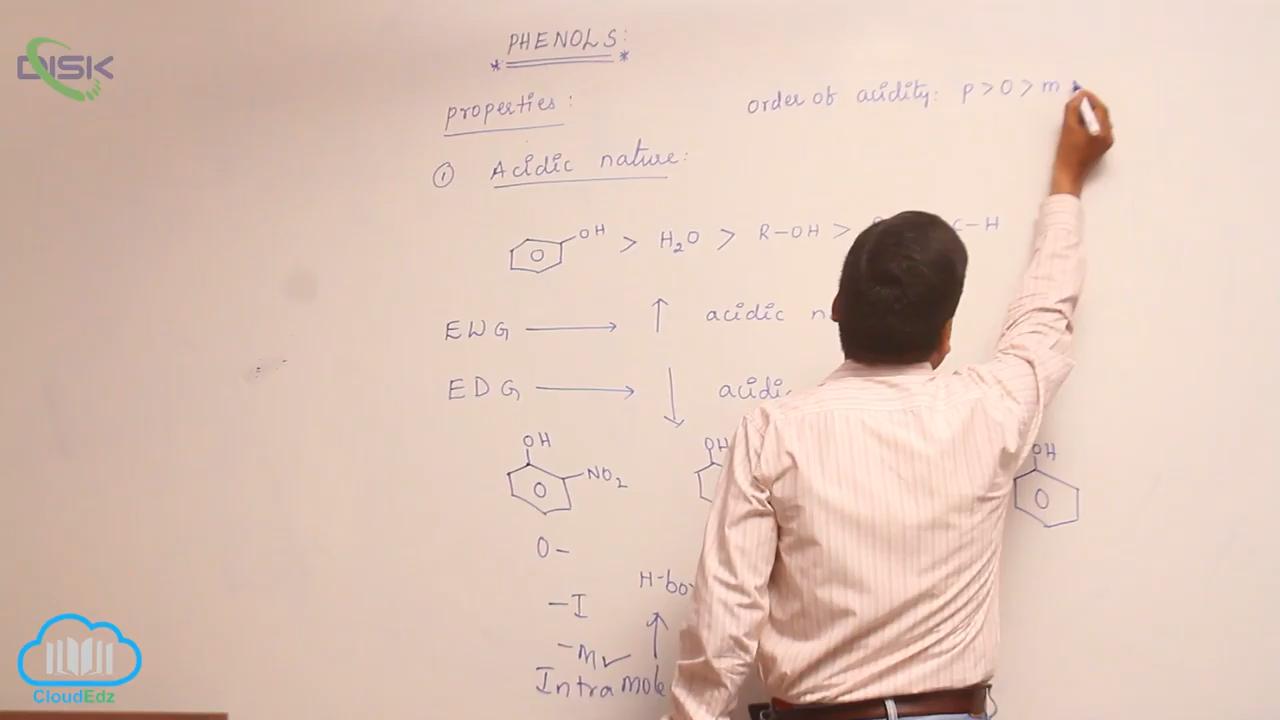 DISK
PHENOLS:
properties:
order of acidity: p > O > m
① Acidic nature:
OH > H2O > R-OH > C-H
EWG → ↑ acidic
EDG → ↓ acidic
OH OH OH
NO2
O -
H-bo
-I
-M ✓
Intramole
CloudEdz